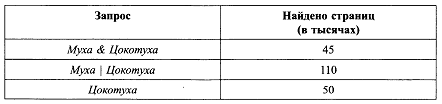 Запрос Найдено страниц
(в тысячах)
Муха & Цокотуха 45
Муха | Цокотуха 110
Цокотуха 50